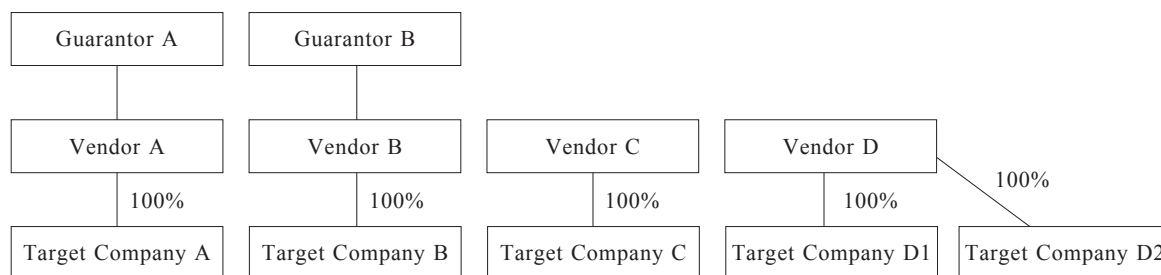 Guarantor A
Guarantor B
Vendor A
Vendor B
Vendor C
Vendor D
100%
100%
100%
100%
100%
Target Company A
Target Company B
Target Company C
Target Company D1
Target Company D2